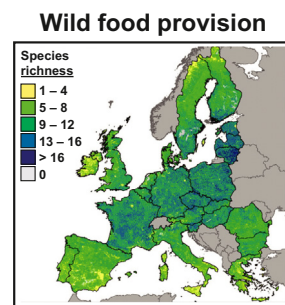 Wild food provision
Species
richness
1 – 4
5 – 8
9 – 12
13 – 16
> 16
0